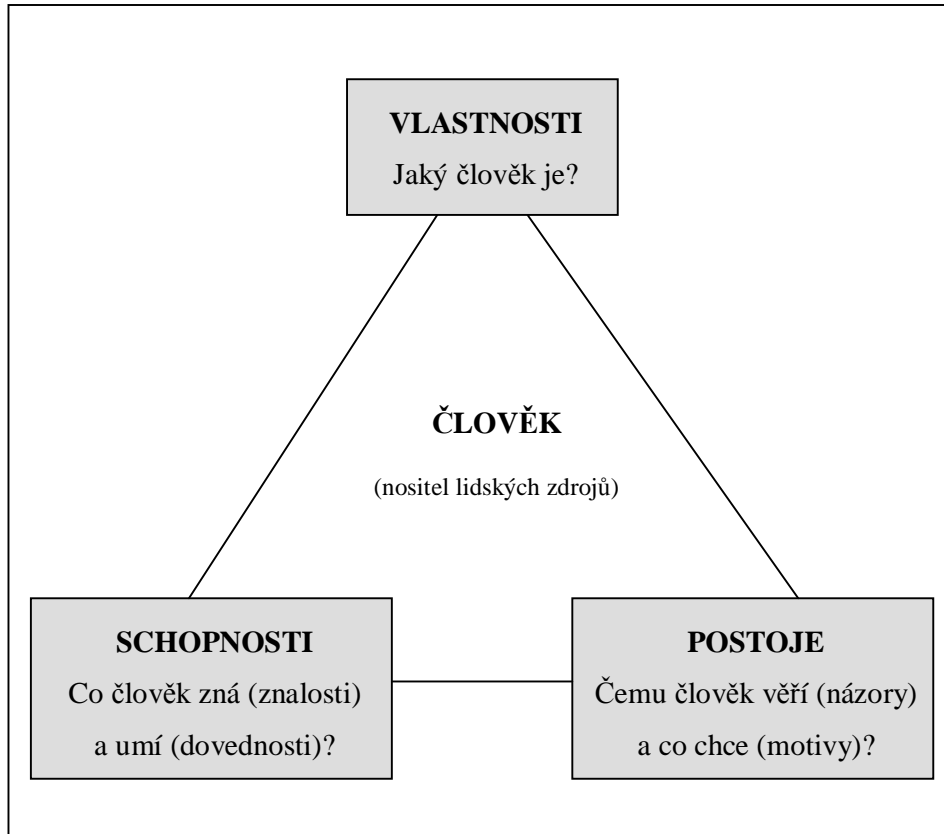 VLASTNOSTI
Jaký člověk je?
ČLOVĚK
(nositel lidských zdrojů)
SCHOPNOSTI
Co člověk zná (znalosti)
a umí (dovednosti)?
POSTOJE
Čemu člověk věří (názory)
a co chce (motivy)?